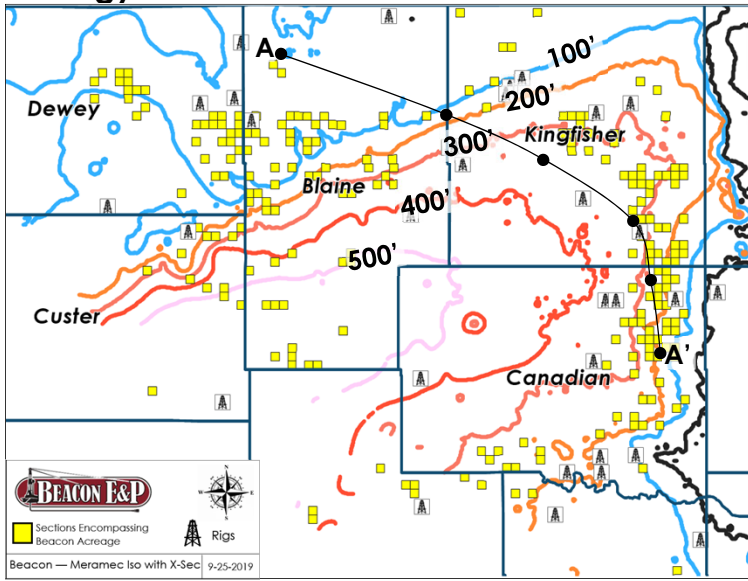 A
100'
200'
Dewey
Kingfisher
300'
Blaine
400'
500'
Custer
A'
Canadian
BEACON E&P
N
W
E
S
Sections Encompassing
Beacon Acreage
Rigs
Beacon — Meramec Iso with X-Sec 9-25-2019